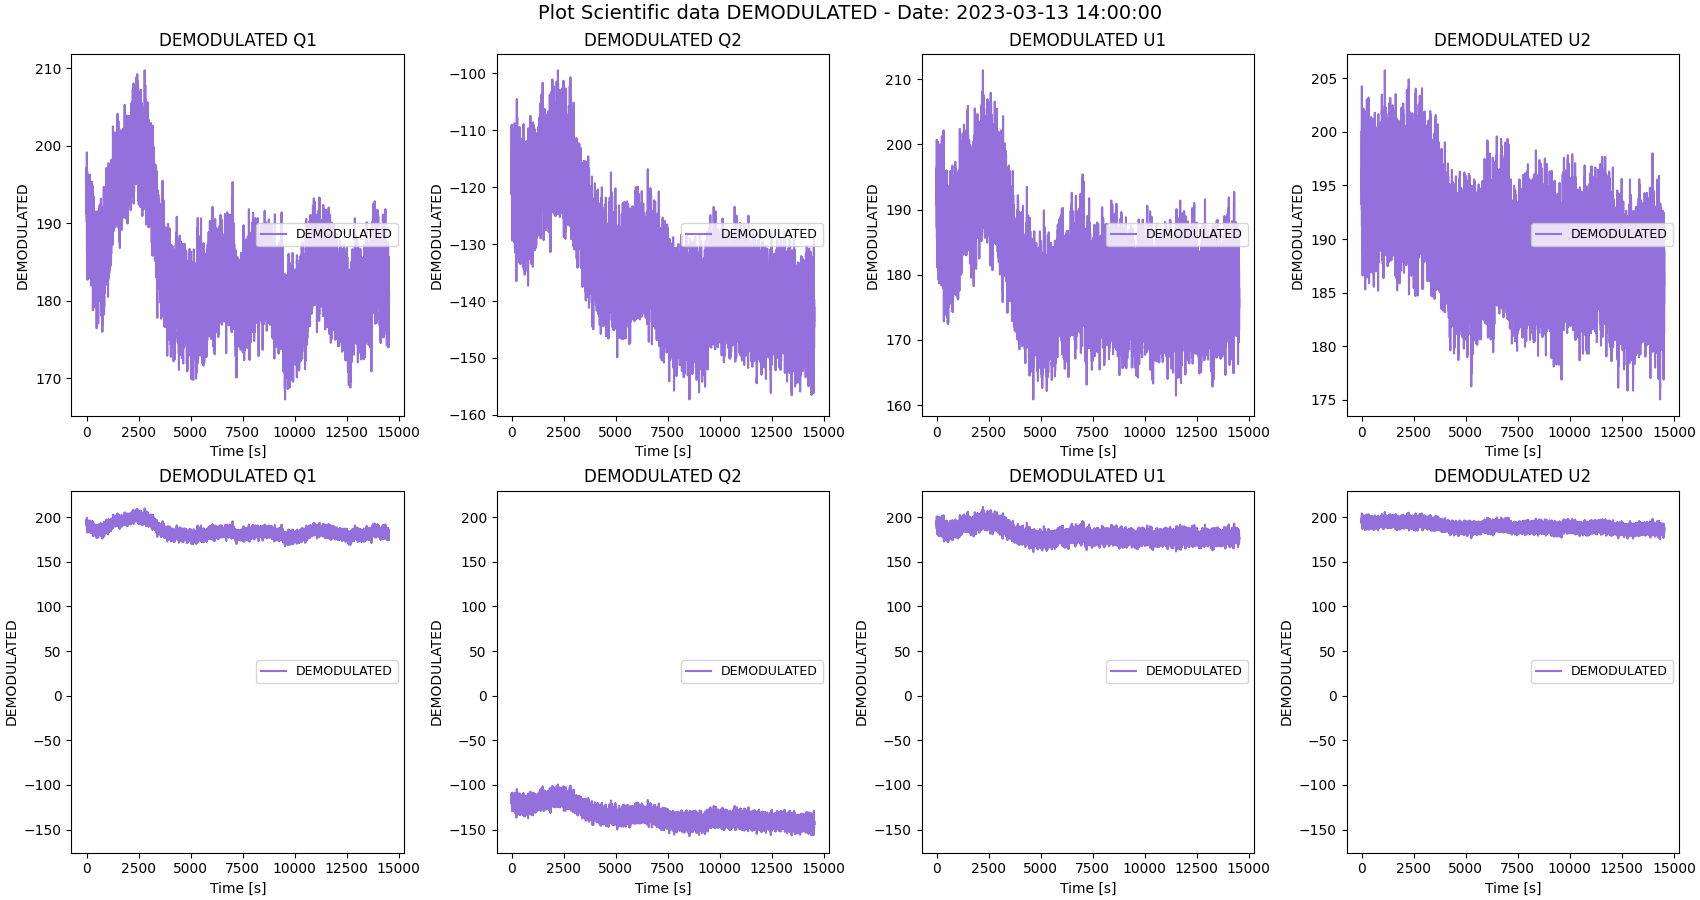 Plot Scientific data DEMODULATED - Date: 2023-03-13 14:00:00
DEMODULATED Q1
DEMODULATED
210
200
190
180
170
DEMODULATED
0 2500 5000 7500 10000 12500 15000
Time [s]
DEMODULATED Q2
DEMODULATED
−100
−110
−120
−130
−140
−150
−160
DEMODULATED
0 2500 5000 7500 10000 12500 15000
Time [s]
DEMODULATED U1
DEMODULATED
210
200
190
180
170
160
DEMODULATED
0 2500 5000 7500 10000 12500 15000
Time [s]
DEMODULATED U2
DEMODULATED
205
200
195
190
185
180
175
DEMODULATED
0 2500 5000 7500 10000 12500 15000
Time [s]
DEMODULATED Q1
DEMODULATED
200
150
100
50
0
−50
−100
−150
DEMODULATED
0 2500 5000 7500 10000 12500 15000
Time [s]
DEMODULATED Q2
DEMODULATED
200
150
100
50
0
−50
−100
−150
DEMODULATED
0 2500 5000 7500 10000 12500 15000
Time [s]
DEMODULATED U1
DEMODULATED
200
150
100
50
0
−50
−100
−150
DEMODULATED
0 2500 5000 7500 10000 12500 15000
Time [s]
DEMODULATED U2
DEMODULATED
200
150
100
50
0
−50
−100
−150
DEMODULATED
0 2500 5000 7500 10000 12500 15000
Time [s]